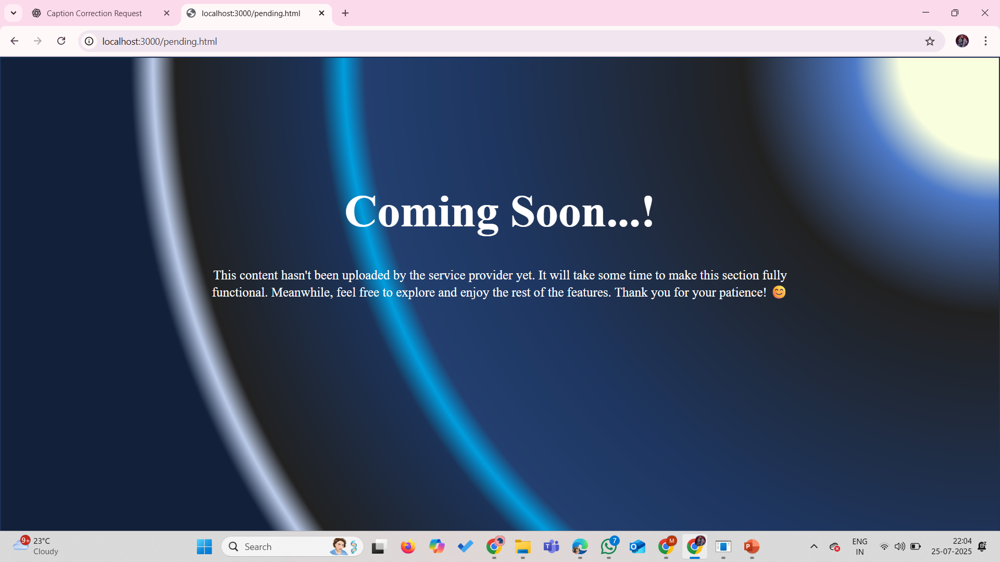 Caption Correction Request
localhost:3000/pending.html
localhost:3000/pending.html
Coming Soon...!
This content hasn't been uploaded by the service provider yet. It will take some time to make this section fully
functional. Meanwhile, feel free to explore and enjoy the rest of the features. Thank you for your patience! 😊
9+
23°C
Cloudy
Search
7
M
ENG
IN
22:04
25-07-2025